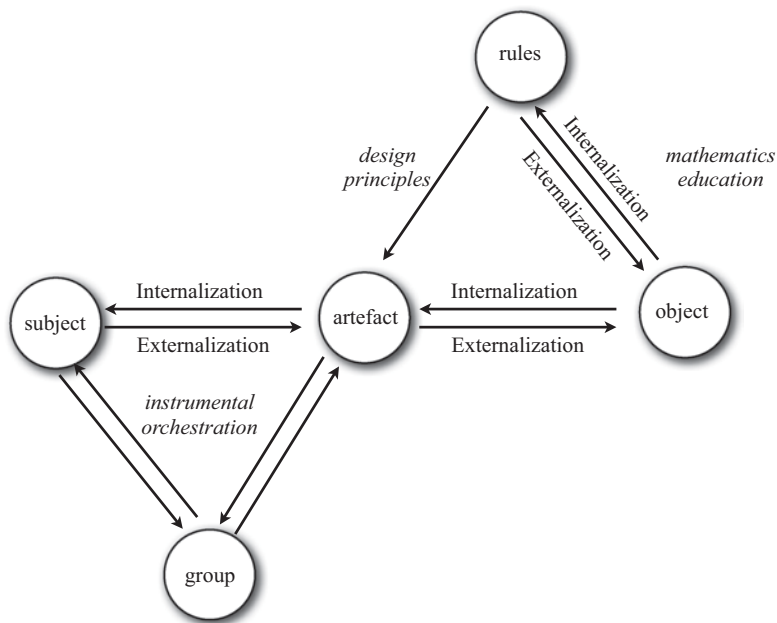 rules
design
principles
Internalization
Externalization
mathematics
education
Internalization
Internalization
subject
artefact
object
Externalization
Externalization
instrumental
orchestration
group